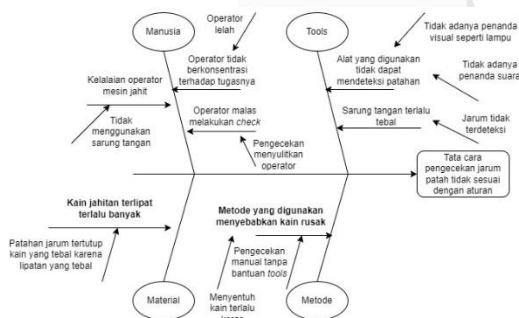 Operator
lelah
Manusia
Tools
Tidak adanya penanda
visual seperti lampu
Operator tidak
berkonsentrasi
terhadap tugasnya
Alat yang digunakan
tidak dapat
mendeteksi patahan
Tidak adanya
penanda suara
Kelalaian operator
mesin jahit
Tidak
menggunakan
sarung tangan
Operator malas
melakukan check
Pengecekan
menyulitkan
operator
Sarung tangan terlalu
tebal
Jarum tidak
terdeteksi
Tata cara
pengecekan jarum
patah tidak sesuai
dengan aturan
Kain jahitan terlipat
terlalu banyak
Patahan jarum tertutup
kain yang tebal karena
lipatan yang tebal
Metode yang digunakan
menyebabkan kain rusak
Pengecekan
manual tanpa
bantuan tools
Menyentuh
kain terlalu
Material
Metode